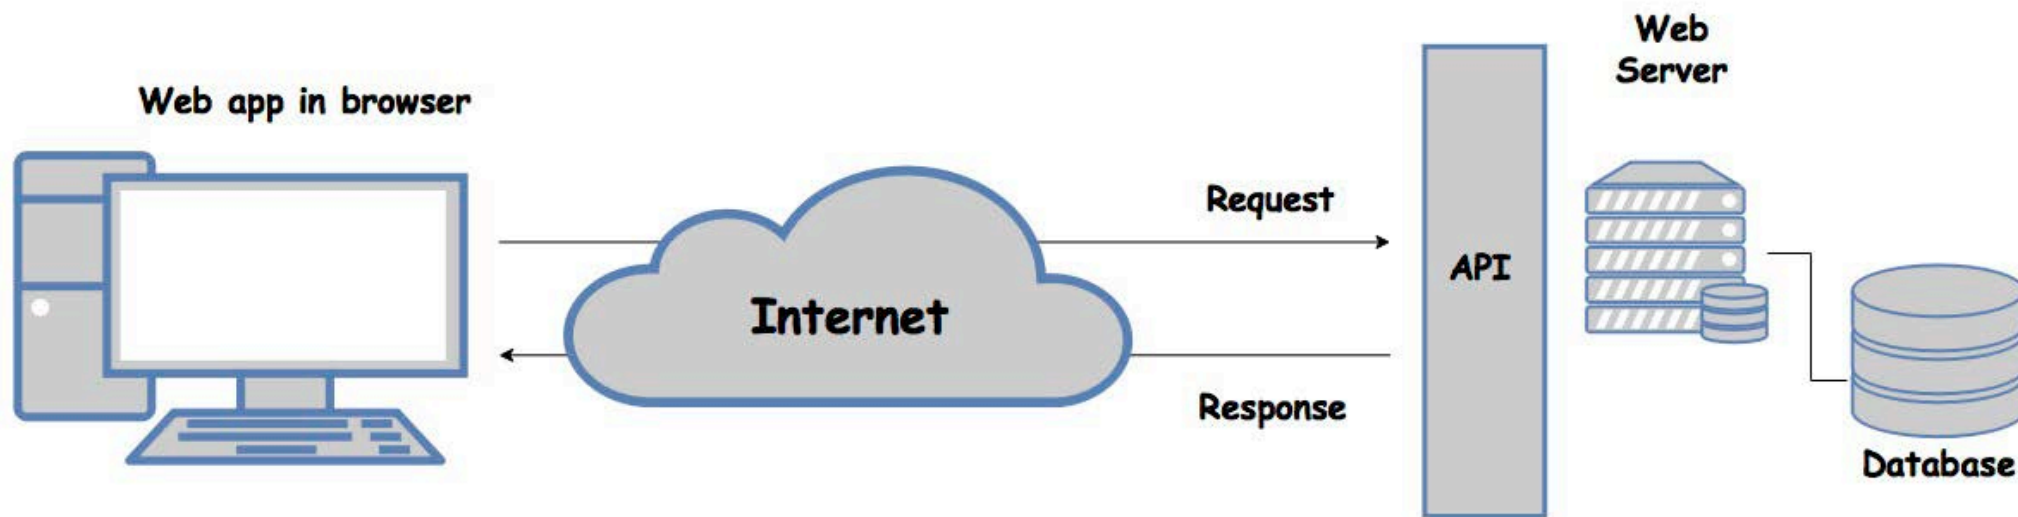 Web app in browser
Internet
Request
Response
API
Web
Server
Database